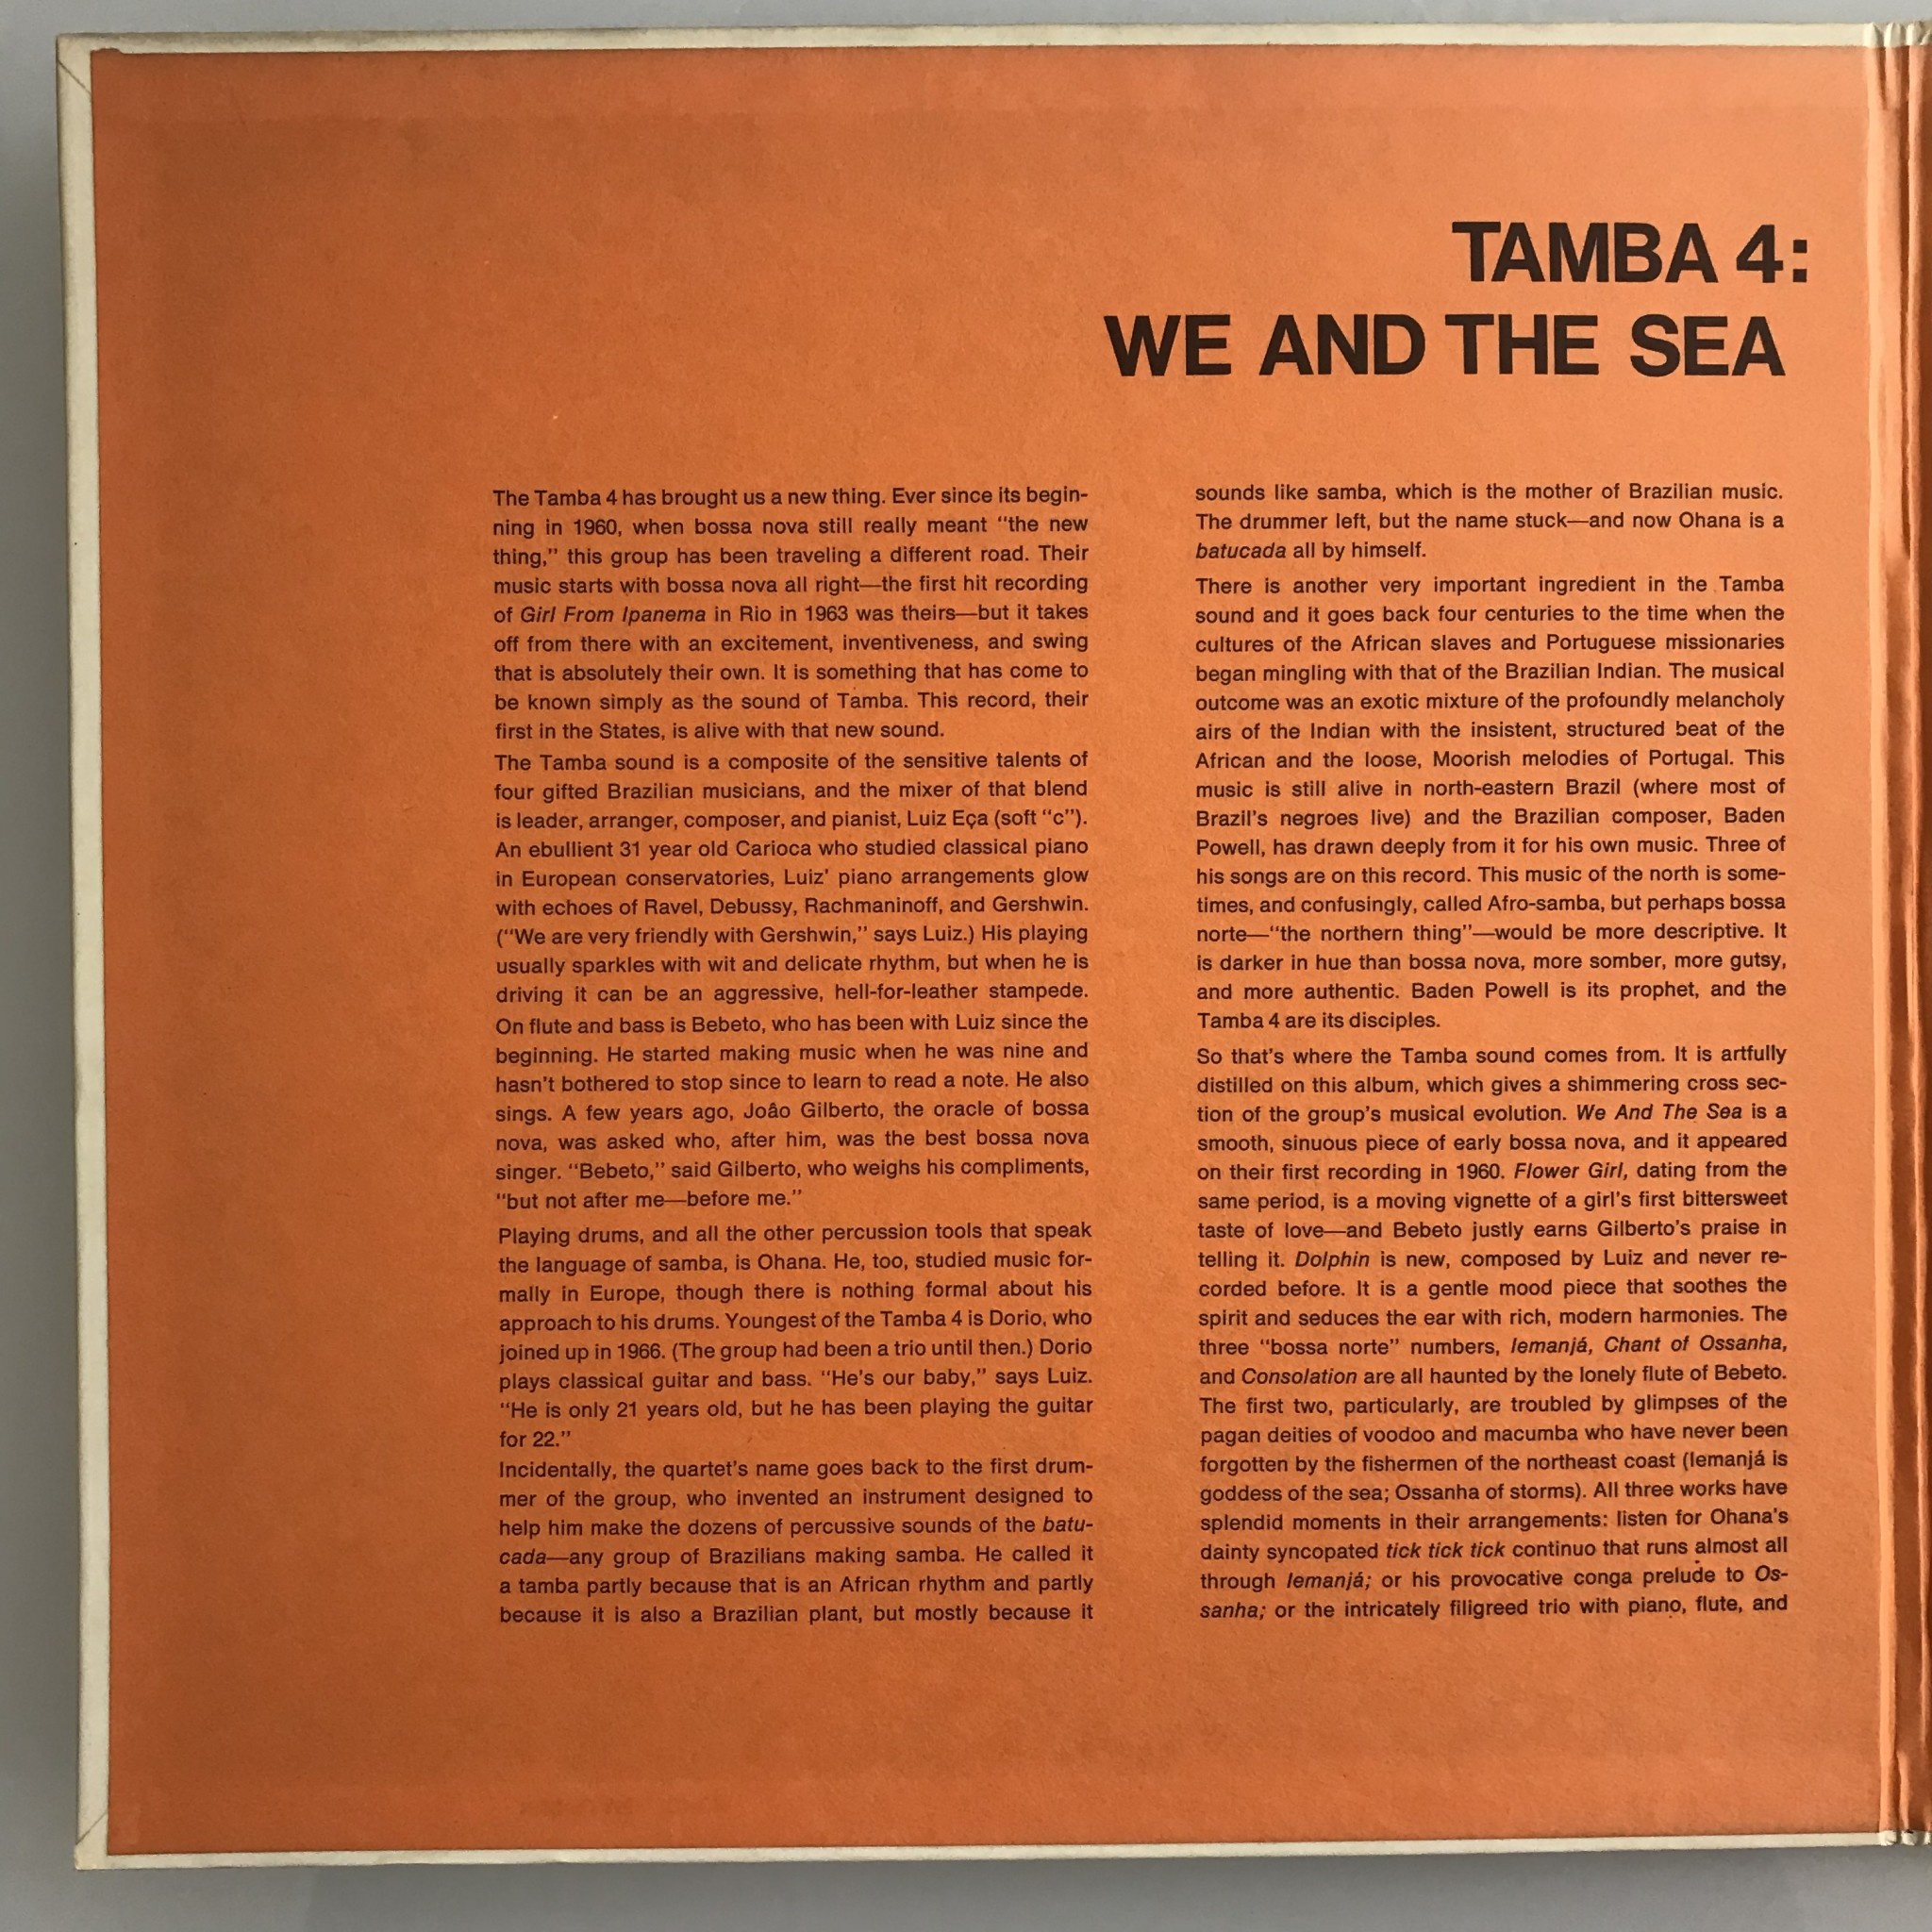 TAMBA 4:
WE AND THE SEA
The Tamba 4 has brought us a new thing. Ever since its begin-
ning in 1960, when bossa nova still really meant “the new
thing,” this group has been traveling a different road. Their
music starts with bossa nova all right—the first hit recording
of Girl From Ipanema in Rio in 1963 was theirs—but it takes
off from there with an excitement, inventiveness, and swing
that is absolutely their own. It is something that has come to
be known simply as the sound of Tamba. This record, their
first in the States, is alive with that new sound.
The Tamba sound is a composite of the sensitive talents of
four gifted Brazilian musicians, and the mixer of that blend
is leader, arranger, composer, and pianist, Luiz Eça (soft “c”).
An ebullient 31 year old Carioca who studied classical piano
in European conservatories, Luiz’ piano arrangements glow
with echoes of Ravel, Debussy, Rachmaninoff, and Gershwin.
(“We are very friendly with Gershwin,” says Luiz.) His playing
usually sparkles with wit and delicate rhythm, but when he is
driving it can be an aggressive, hell-for-leather stampede.
On flute and bass is Bebeto, who has been with Luiz since the
beginning. He started making music when he was nine and
hasn’t bothered to stop since to learn to read a note. He also
sings. A few years ago, Joâo Gilberto, the oracle of bossa
nova, was asked who, after him, was the best bossa nova
singer. “Bebeto,” said Gilberto, who weighs his compliments,
“but not after me—before me.”
Playing drums, and all the other percussion tools that speak
the language of samba, is Ohana. He, too, studied music for-
mally in Europe, though there is nothing formal about his
approach to his drums. Youngest of the Tamba 4 is Dorio, who
joined up in 1966. (The group had been a trio until then.) Dorio
plays classical guitar and bass. “He’s our baby,” says Luiz.
“He is only 21 years old, but he has been playing the guitar
for 22.”
Incidentally, the quartet’s name goes back to the first drum-
mer of the group, who invented an instrument designed to
help him make the dozens of percussive sounds of the batu-
cada—any group of Brazilians making samba. He called it
a tamba partly because that is an African rhythm and partly
because it is also a Brazilian plant, but mostly because it
sounds like samba, which is the mother of Brazilian music.
The drummer left, but the name stuck—and now Ohana is a
batucada all by himself.
There is another very important ingredient in the Tamba
sound and it goes back four centuries to the time when the
cultures of the African slaves and Portuguese missionaries
began mingling with that of the Brazilian Indian. The musical
outcome was an exotic mixture of the profoundly melancholy
airs of the Indian with the insistent, structured beat of the
African and the loose, Moorish melodies of Portugal. This
music is still alive in north-eastern Brazil (where most of
Brazil’s negroes live) and the Brazilian composer, Baden
Powell, has drawn deeply from it for his own music. Three of
his songs are on this record. This music of the north is some-
times, and confusingly, called Afro-samba, but perhaps bossa
norte—“the northern thing”—would be more descriptive. It
is darker in hue than bossa nova, more somber, more gutsy,
and more authentic. Baden Powell is its prophet, and the
Tamba 4 are its disciples.
So that’s where the Tamba sound comes from. It is artfully
distilled on this album, which gives a shimmering cross sec-
tion of the group’s musical evolution. We And The Sea is a
smooth, sinuous piece of early bossa nova, and it appeared
on their first recording in 1960. Flower Girl, dating from the
same period, is a moving vignette of a girl’s first bittersweet
taste of love—and Bebeto justly earns Gilberto’s praise in
telling it. Dolphin is new, composed by Luiz and never re-
corded before. It is a gentle mood piece that soothes the
spirit and seduces the ear with rich, modern harmonies. The
three “bossa norte” numbers, Iemanjá, Chant of Ossanha,
and Consolation are all haunted by the lonely flute of Bebeto.
The first two, particularly, are troubled by glimpses of the
pagan deities of voodoo and macumba who have never been
forgotten by the fishermen of the northeast coast (Iemanjá is
goddess of the sea; Ossanha of storms). All three works have
splendid moments in their arrangements: listen for Ohana’s
dainty syncopated tick tick tick continuo that runs almost all
through Iemanjá; or his provocative conga prelude to Os-
sanha; or the intricately filigreed trio with piano, flute, and